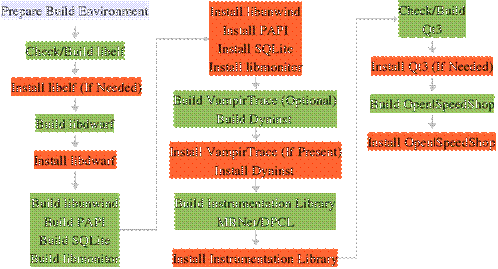 Prepare Build Environment
Check/Build libelf
Install libelf (If Needed)
Build libdwarf
Install libdwarf
Build libunwind
Build PAPI
Build SQLite
Build libmonitor
Install libunwind
Install PAPI
Install SQLite
Install libmonitor
Build VampirTrace (Optional)
Build Dyninst
Install VampirTrace (If Present)
Install Dyninst
Build Instrumentation Library
MRNet/DPCL
Install Instrumentation Library
Check/Build
Qt3
Install Qt3 (If Needed)
Build OpenSpeedShop
Install OpenSpeedShop